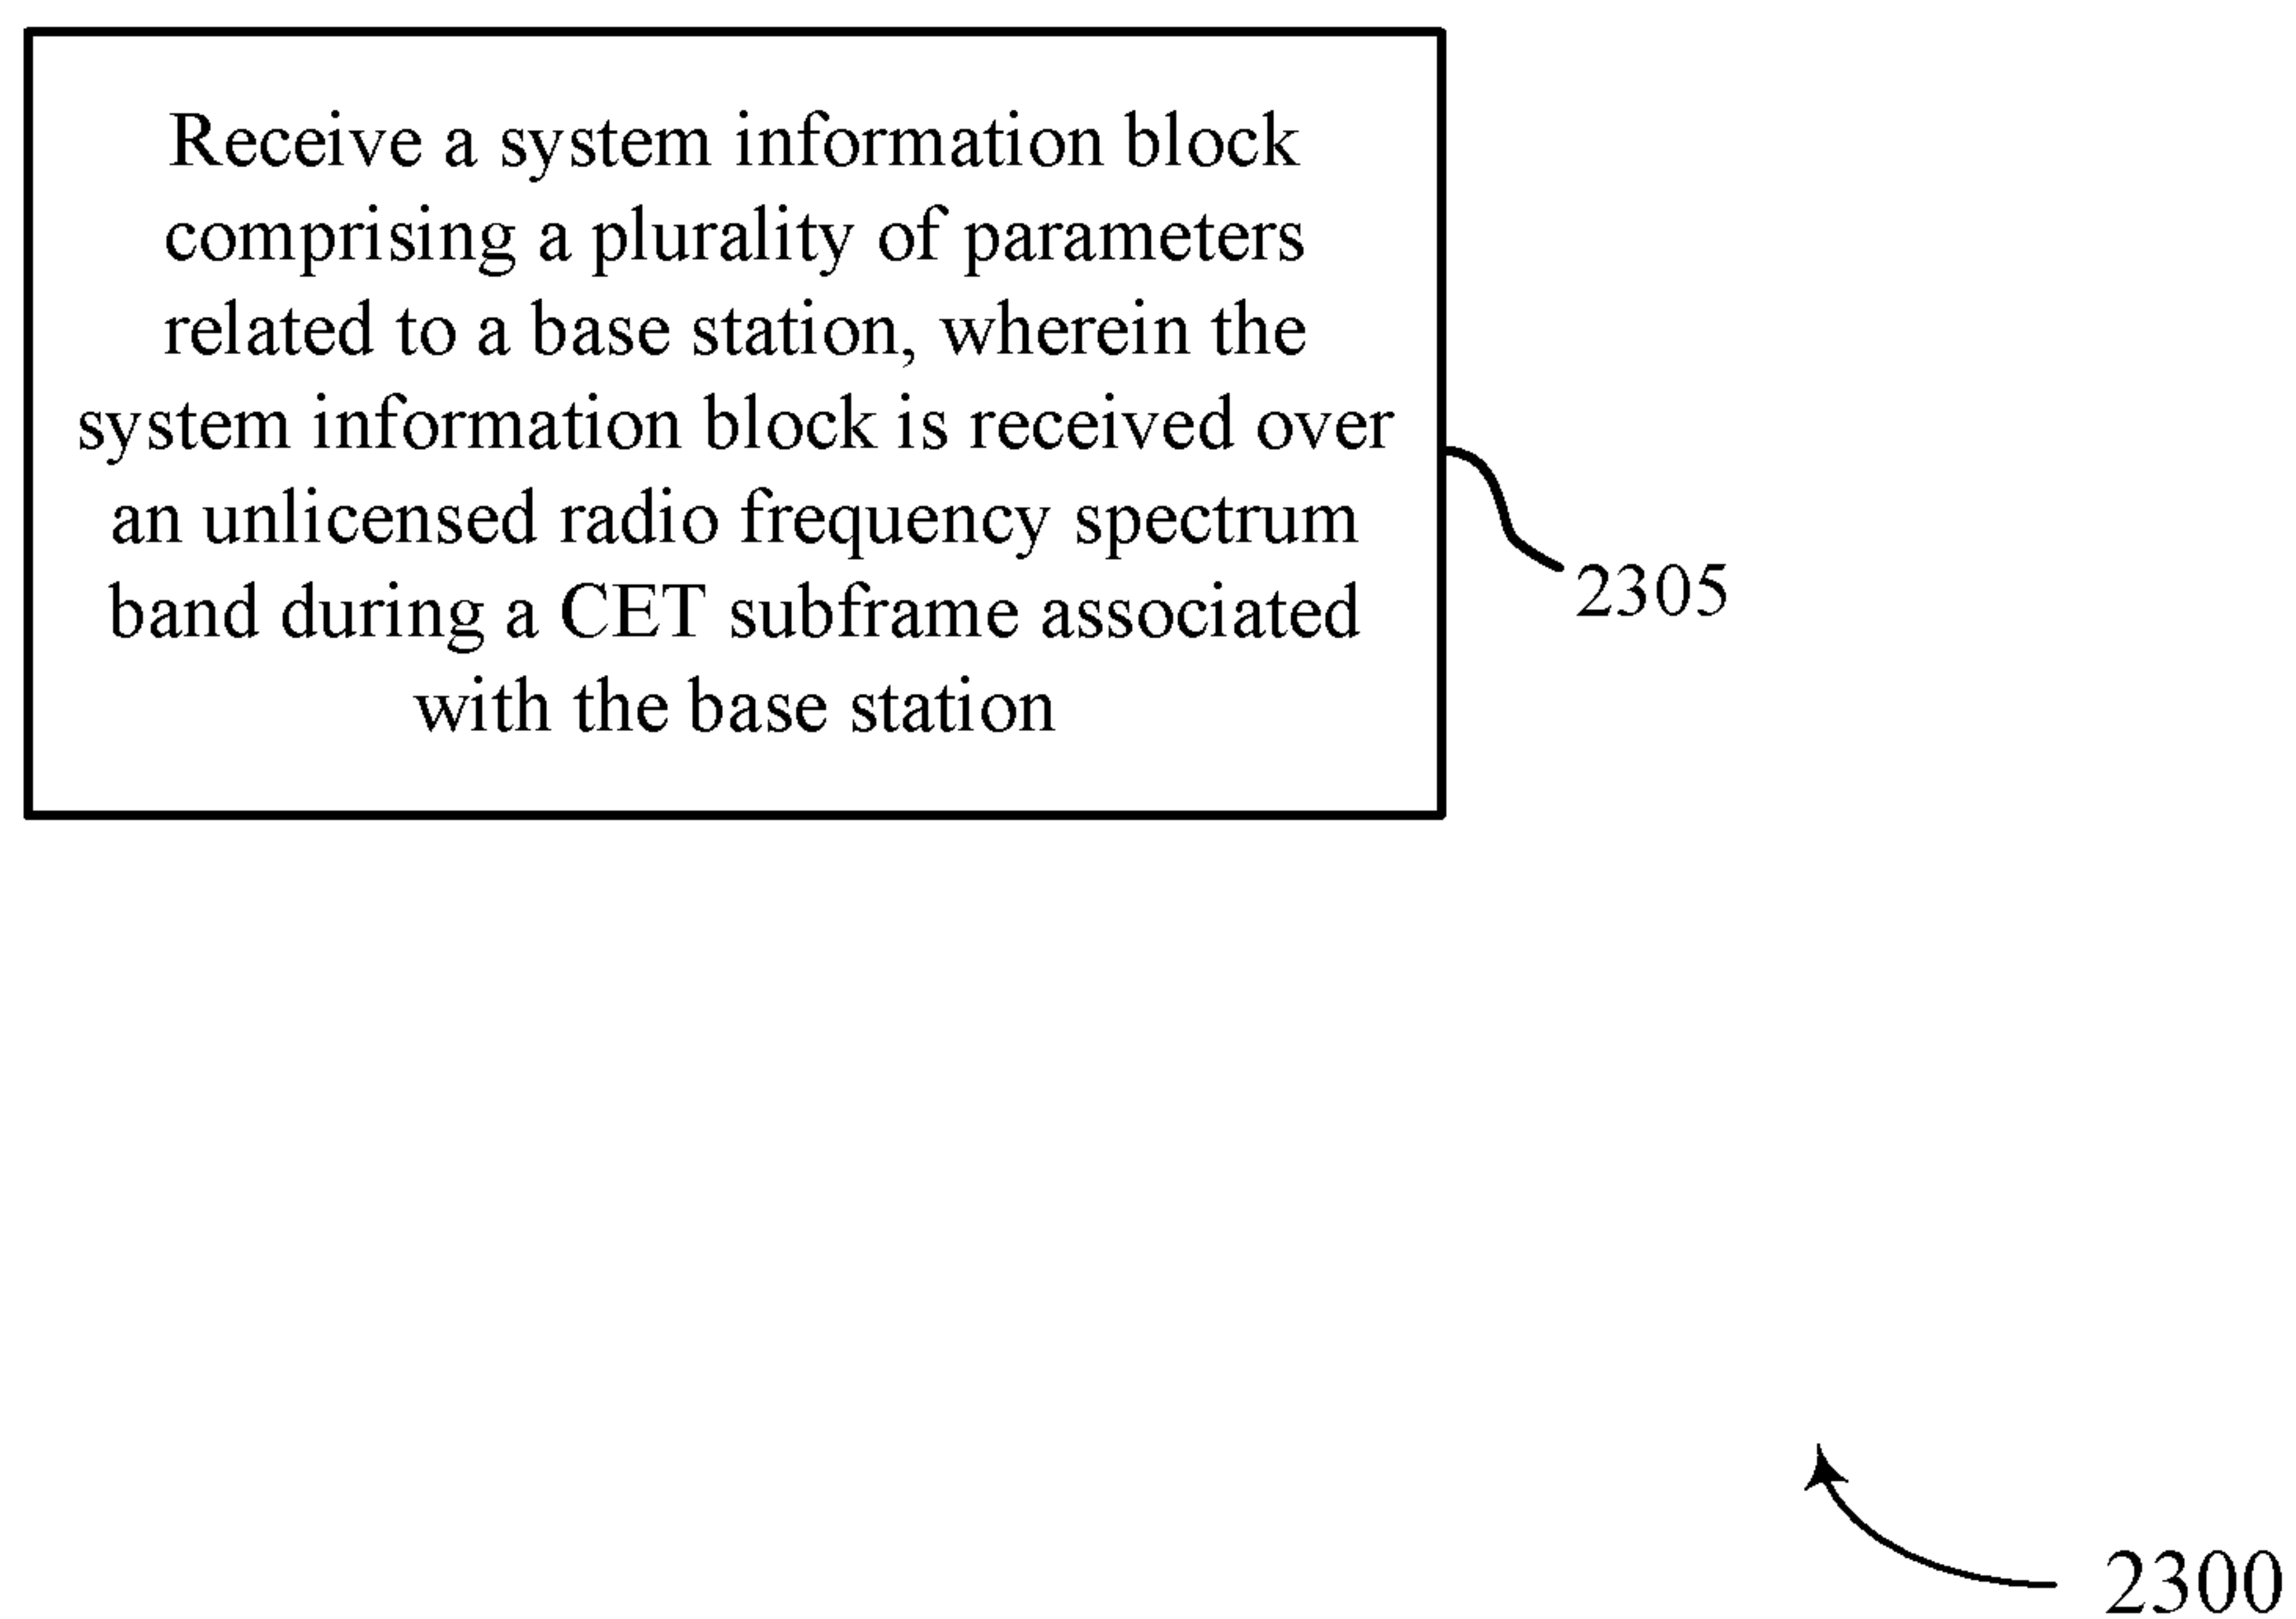 Receive a system information block
comprising a plurality of parameters
related to a base station, wherein the
system information block is received over
an unlicensed radio frequency spectrum
band during a CET subframe associated
with the base station
2305
2300